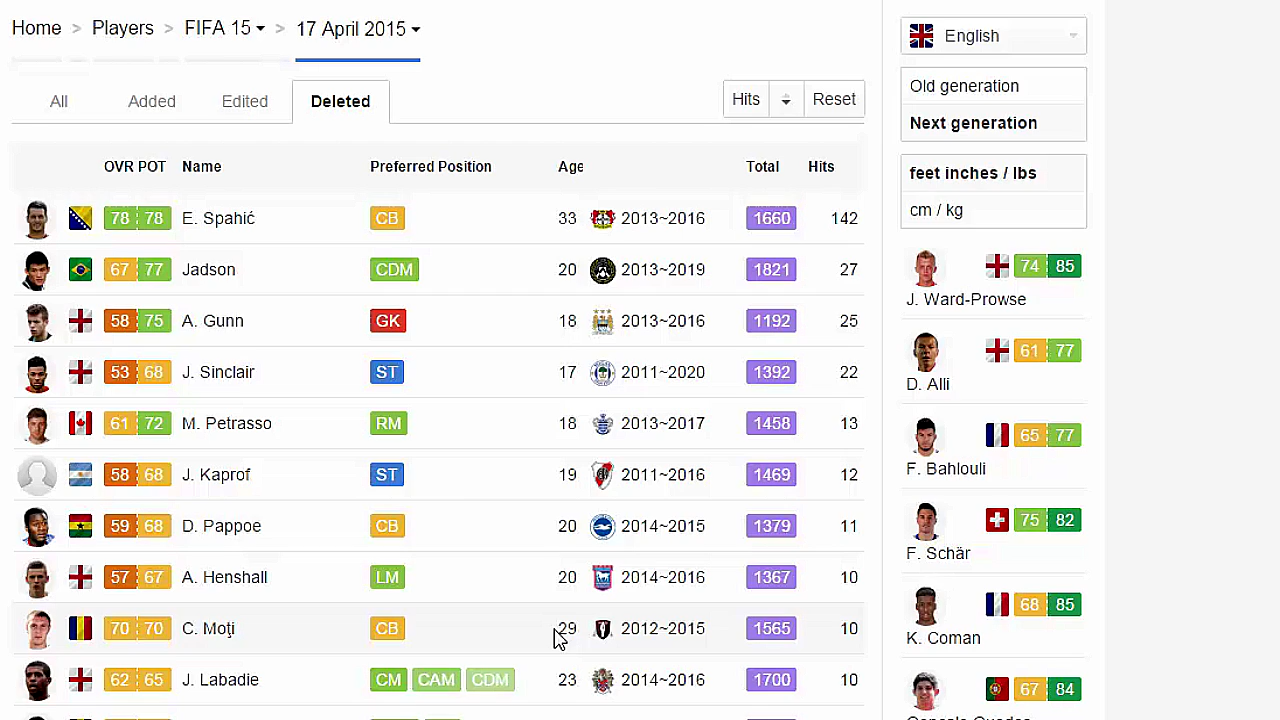 Home > Players > FIFA 15 > 17 April 2015
All Added Edited Deleted Hits Reset
OVR POT Name Preferred Position Age Total Hits
78 78 E. Spahić CB 33 2013~2016 1660 142
67 77 Jadson CDM 20 2013~2019 1821 27
58 75 A. Gunn GK 18 2013~2016 1192 25
53 68 J. Sinclair ST 17 2011~2020 1392 22
61 72 M. Petrasso RM 18 2013~2017 1458 13
58 68 J. Kaprof ST 19 2011~2016 1469 12
59 68 D. Pappoe CB 20 2014~2015 1379 11
57 67 A. Henshall LM 20 2014~2016 1367 10
70 70 C. Moţi CB 29 2012~2015 1565 10
62 65 J. Labadie CM CAM CDM 23 2014~2016 1700 10
English
Old generation
Next generation
feet inches / lbs
cm / kg
74 85
J. Ward-Prowse
61 77
D. Alli
65 77
F. Bahlouli
75 82
F. Schär
68 85
K. Coman
67 84